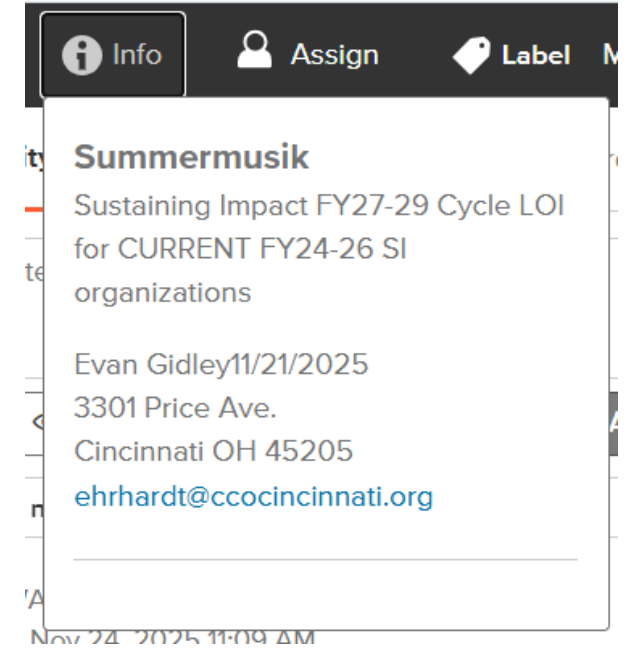 Info Assign Label M
Summermusik
Sustaining Impact FY27-29 Cycle LOI
for CURRENT FY24-26 SI
organizations
Evan Gidley11/21/2025
3301 Price Ave.
Cincinnati OH 45205
ehrhardt@ccocincinnati.org
Nov 24, 2025 11:09 AM